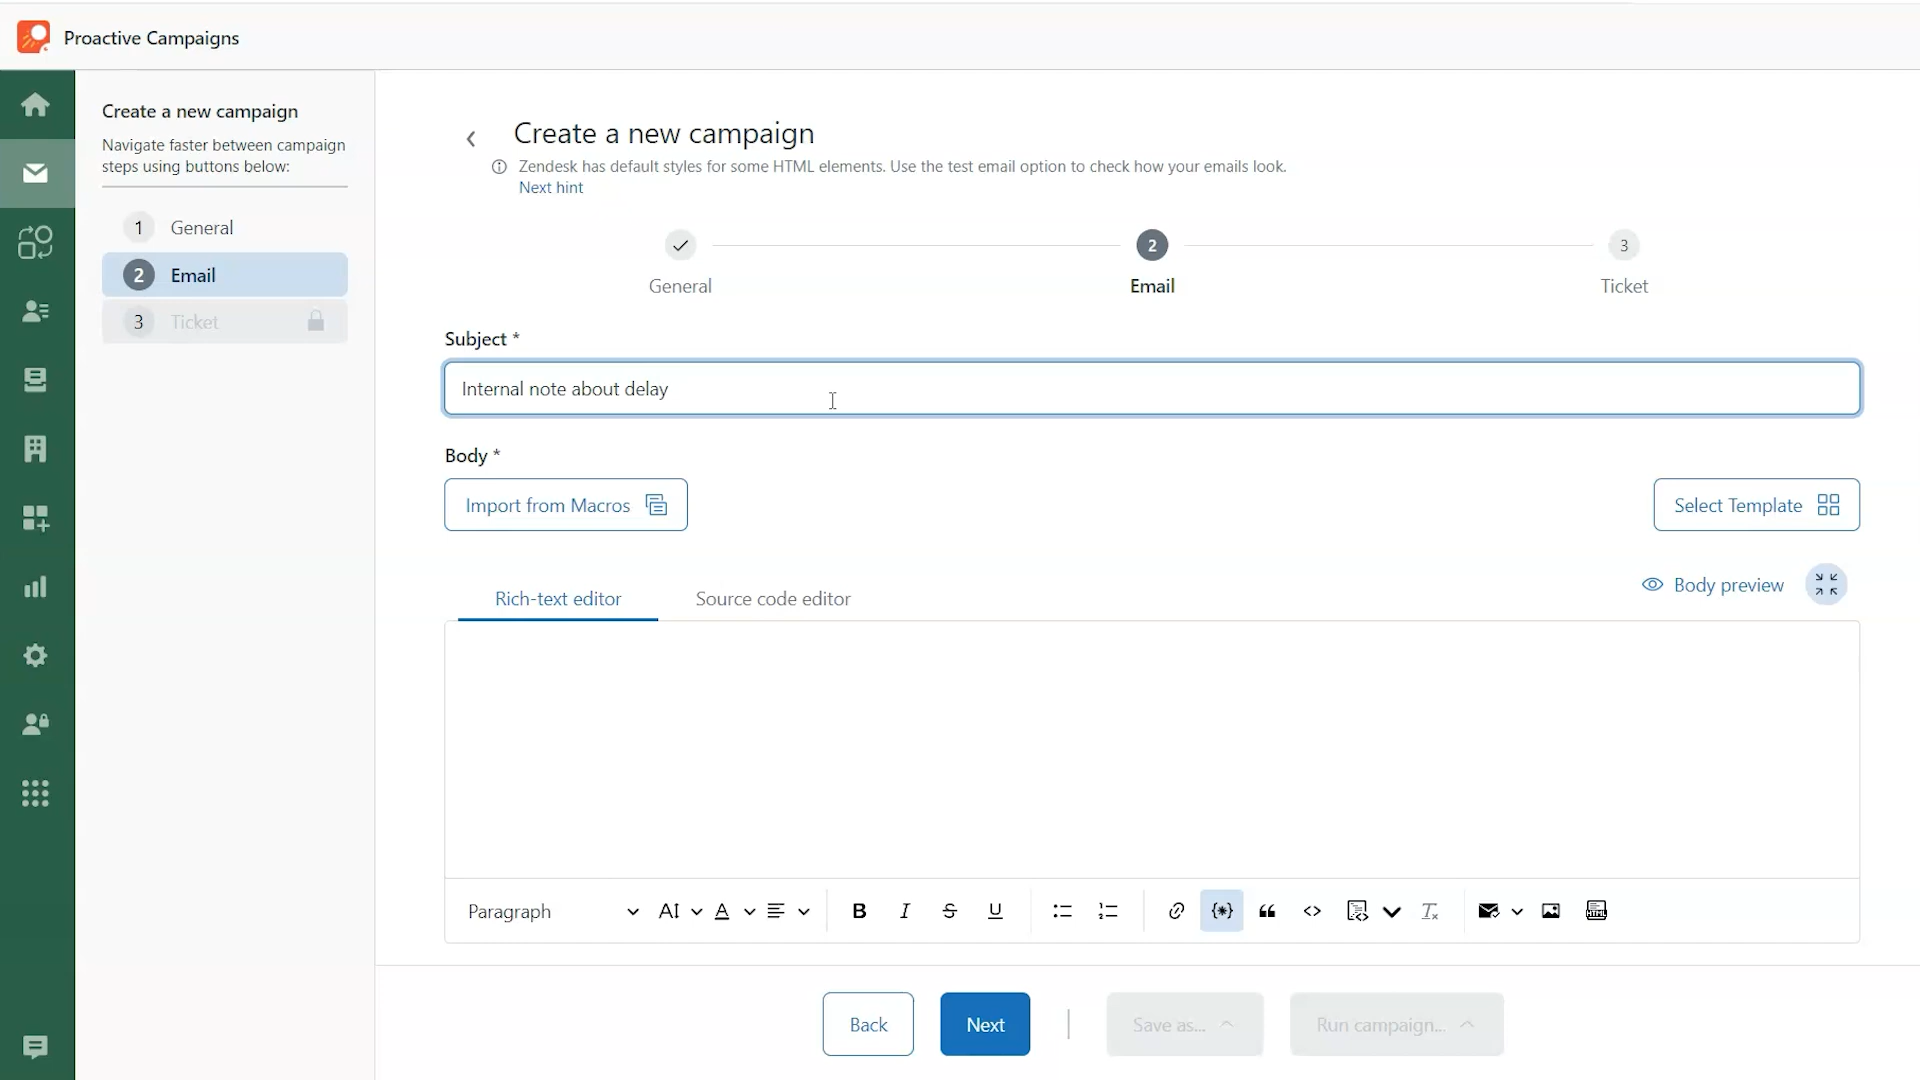 Proactive Campaigns
Create a new campaign
Navigate faster between campaign
steps using buttons below:
1 General
2 Email
3 Ticket
Create a new campaign
Zendesk has default styles for some HTML elements. Use the test email option to check how your emails look.
Next hint
2
3
General
Email
Ticket
Subject *
Internal note about delay
Body *
Import from Macros
Select Template
Rich-text editor
Source code editor
Body preview
Paragraph
AI
A
B
I
S
U
HTML
Back
Next
Save as...
Run campaign...